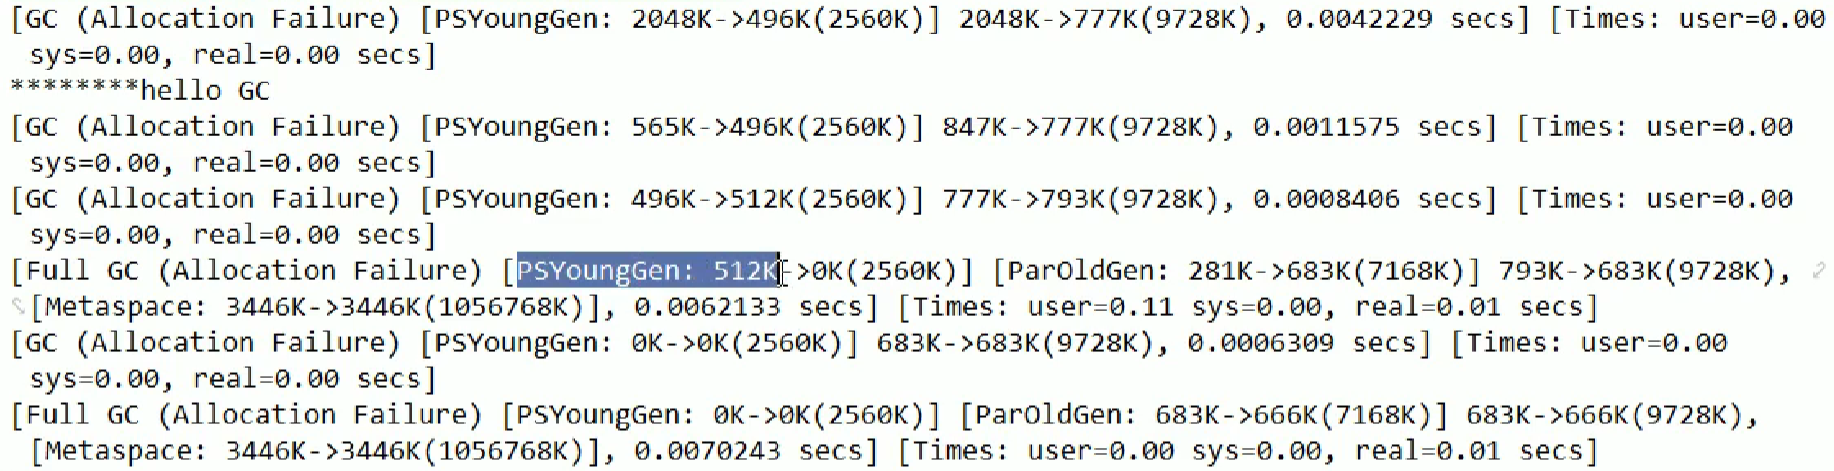 [GC (Allocation Failure) [PSYoungGen: 2048K->496K(2560K)] 2048K->777K(9728K), 0.0042229 secs] [Times: user=0.00
sys=0.00, real=0.00 secs]
********hello GC
[GC (Allocation Failure) [PSYoungGen: 565K->496K(2560K)] 847K->777K(9728K), 0.0011575 secs] [Times: user=0.00
sys=0.00, real=0.00 secs]
[GC (Allocation Failure) [PSYoungGen: 496K->512K(2560K)] 777K->793K(9728K), 0.0008406 secs] [Times: user=0.00
sys=0.00, real=0.00 secs]
[Full GC (Allocation Failure) [PSYoungGen: 512K->0K(2560K)] [ParOldGen: 281K->683K(7168K)] 793K->683K(9728K),
[Metaspace: 3446K->3446K(1056768K)], 0.0062133 secs] [Times: user=0.11 sys=0.00, real=0.01 secs]
[GC (Allocation Failure) [PSYoungGen: 0K->0K(2560K)] 683K->683K(9728K), 0.0006309 secs] [Times: user=0.00
sys=0.00, real=0.00 secs]
[Full GC (Allocation Failure) [PSYoungGen: 0K->0K(2560K)] [ParOldGen: 683K->666K(7168K)] 683K->666K(9728K),
[Metaspace: 3446K->3446K(1056768K)], 0.0070243 secs] [Times: user=0.00 sys=0.00, real=0.01 secs]